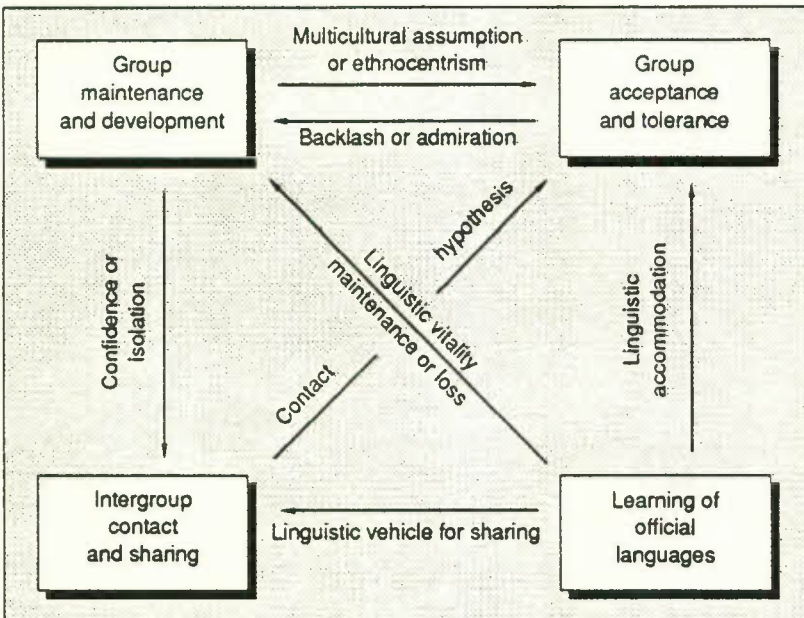 Group
maintenance
and development
Multicultural assumption
or ethnocentrism
Backlash or admiration
Group
acceptance
and tolerance
Confidence or
isolation
Contact
hypothesis
Linguistic vitality
maintenance or loss
Linguistic
accommodation
Intergroup
contact
and sharing
Linguistic vehicle for sharing
Learning of
official
languages